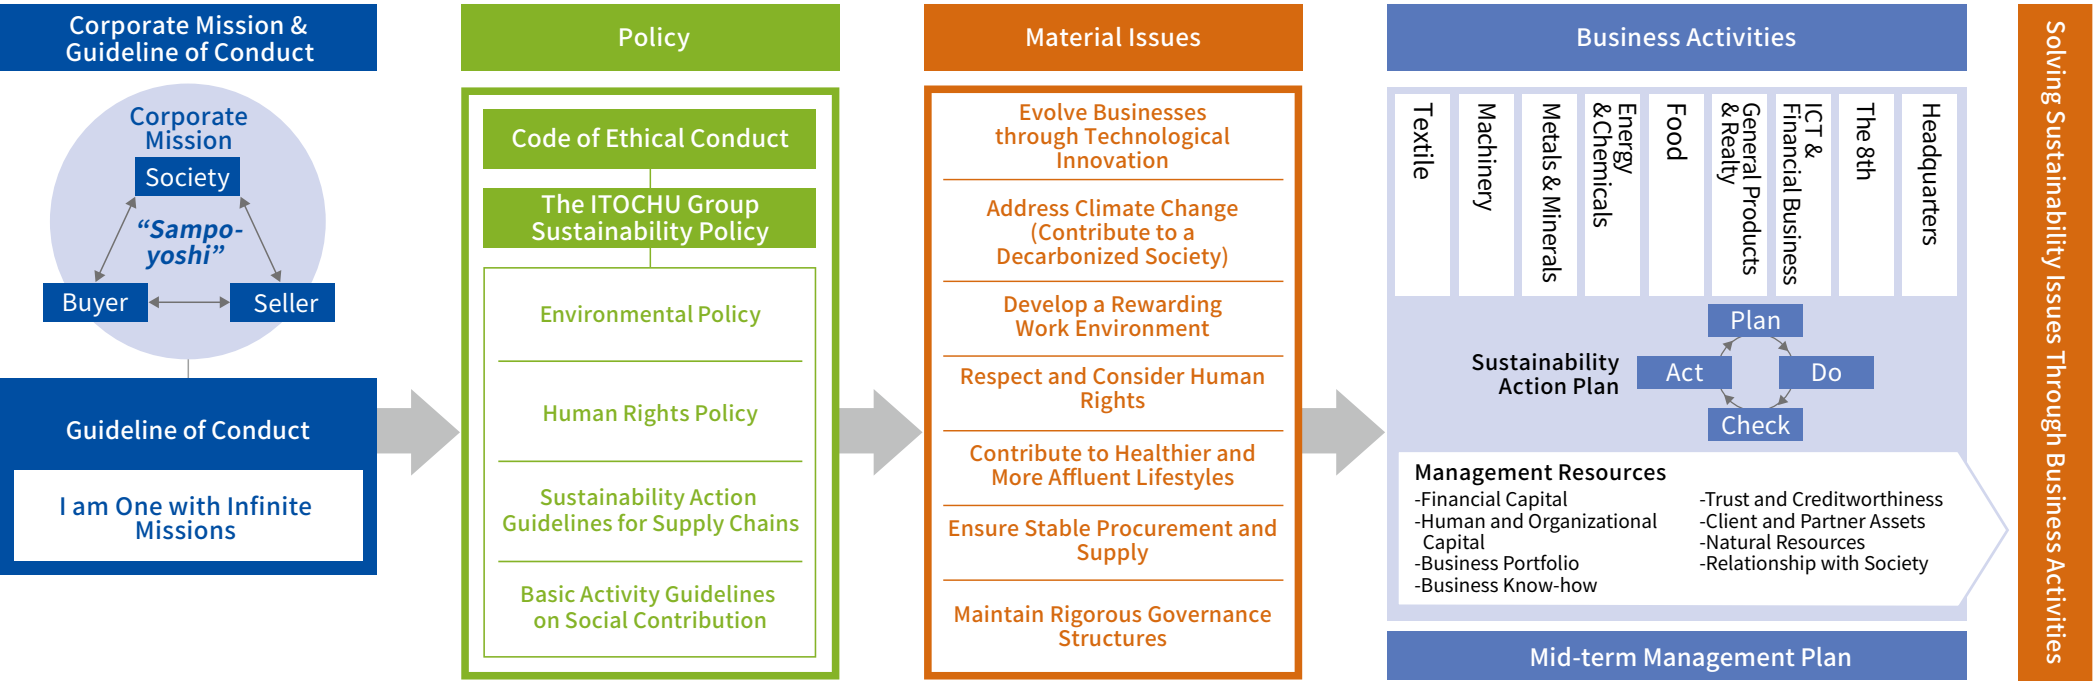 Corporate Mission &
Guideline of Conduct
Corporate
Mission
Society
“Sampo-
yoshi”
Buyer
Seller
Guideline of Conduct
I am One with Infinite
Missions
Policy
Code of Ethical Conduct
The ITOCHU Group
Sustainability Policy
Environmental Policy
Human Rights Policy
Sustainability Action
Guidelines for Supply Chains
Basic Activity Guidelines
on Social Contribution
Material Issues
Evolve Businesses
through Technological
Innovation
Address Climate Change
(Contribute to a
Decarbonized Society)
Develop a Rewarding
Work Environment
Respect and Consider Human
Rights
Contribute to Healthier and
More Affluent Lifestyles
Ensure Stable Procurement and
Supply
Maintain Rigorous Governance
Structures
Business Activities
Textile
Machinery
Metals & Minerals
Energy
& Chemicals
Food
General Products
& Realty
ICT &
Financial Business
The 8th
Headquarters
Sustainability
Action Plan
Plan
Do
Check
Act
Management Resources
-Financial Capital
-Human and Organizational
Capital
-Business Portfolio
-Business Know-how
-Trust and Creditworthiness
-Client and Partner Assets
-Natural Resources
-Relationship with Society
Mid-term Management Plan
Solving Sustainability Issues Through Business Activities